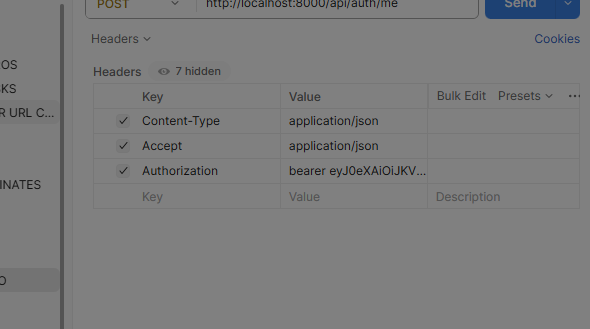 POST http://localhost:8000/api/auth/me Send
Headers Cookies
OS
Headers 7 hidden
SKS
Key Value Bulk Edit Presets ...
R URL C...
Content-Type application/json
Accept application/json
Authorization bearer eyJ0eXAiOiJKV...
INATES
Key Value Description
O